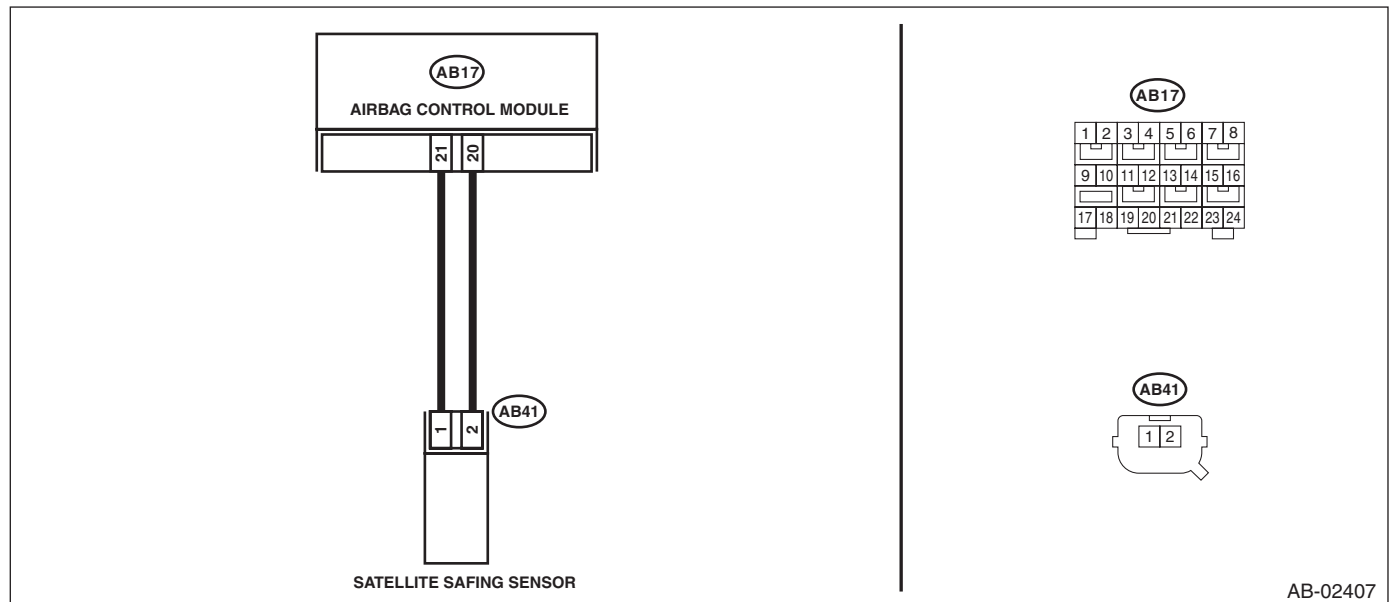 AB17
AIRBAG CONTROL MODULE
21 20
1 2
AB41
SATELLITE SAFING SENSOR
AB17
1 2 3 4 5 6 7 8
9 10 11 12 13 14 15 16
17 18 19 20 21 22 23 24
AB41
1 2
AB-02407